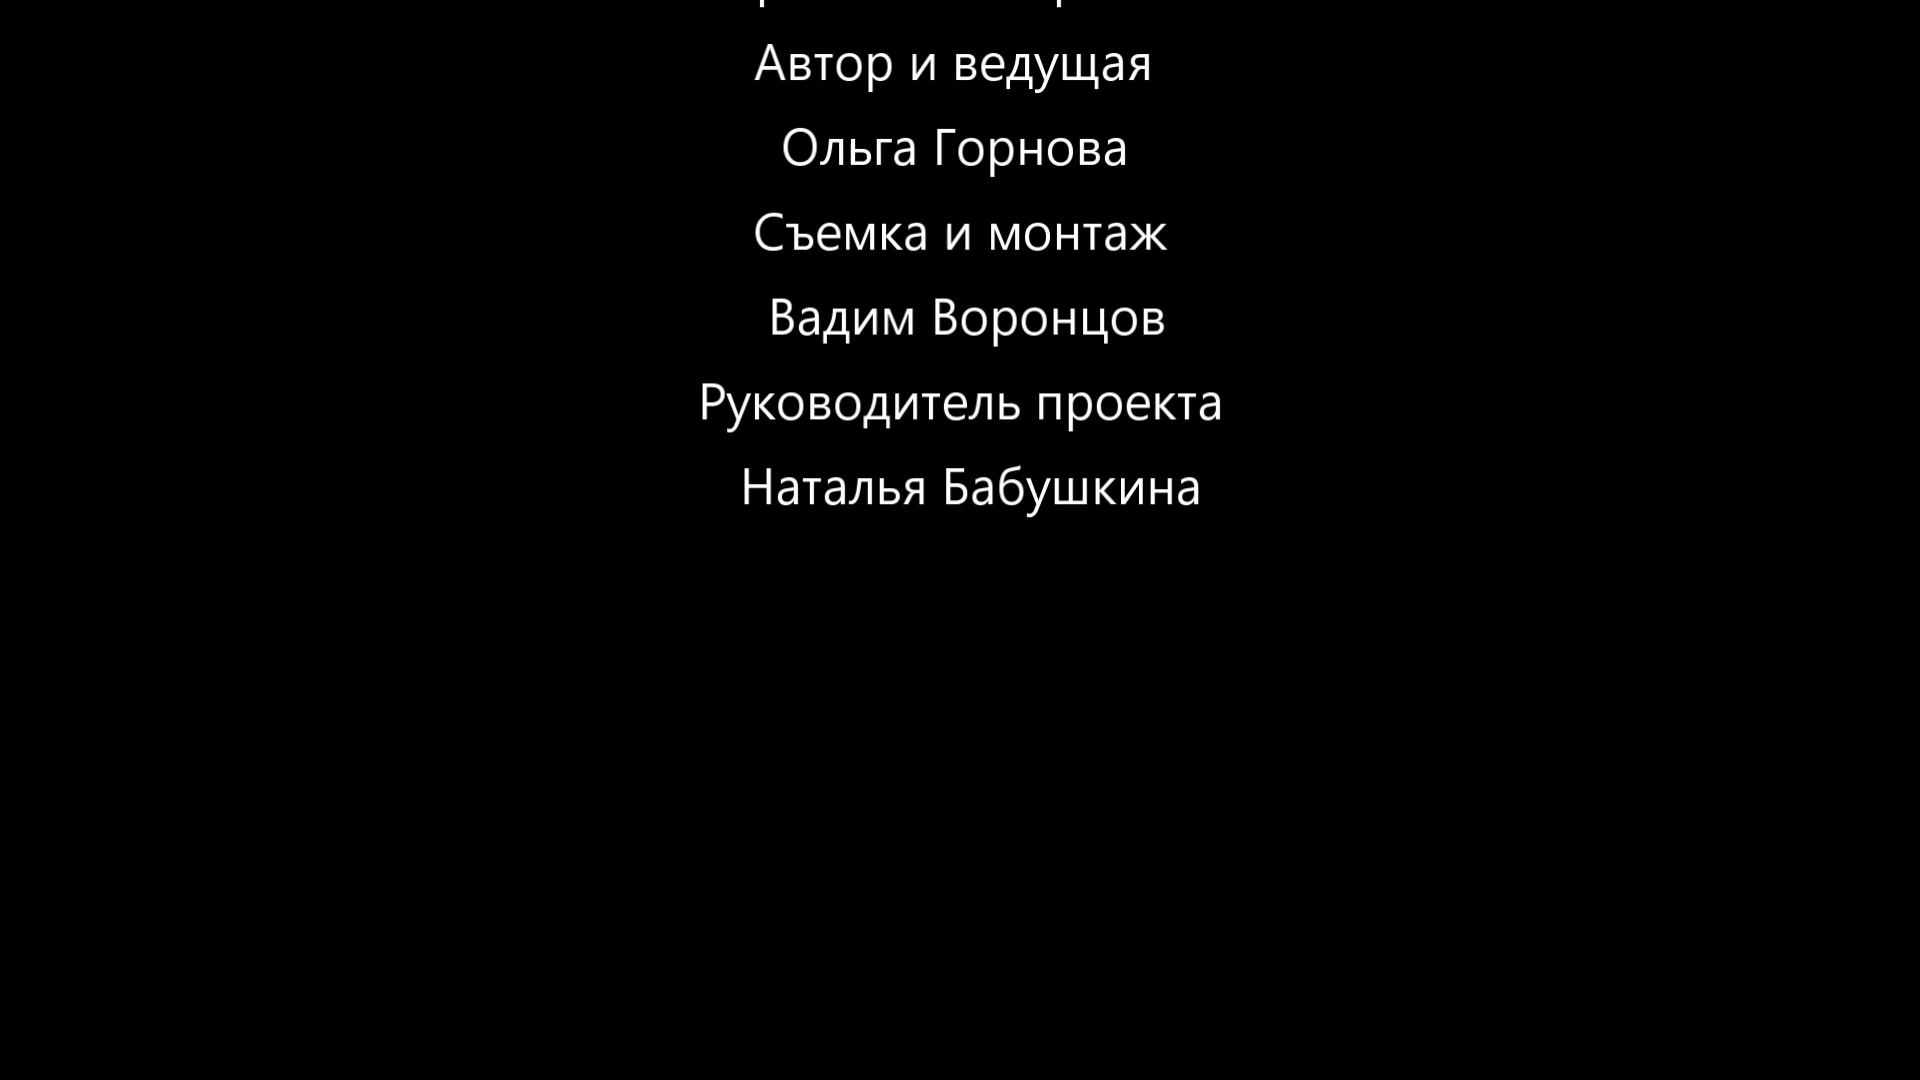 Автор и ведущая
Ольга Горнова
Съемка и монтаж
Вадим Воронцов
Руководитель проекта
Наталья Бабушкина